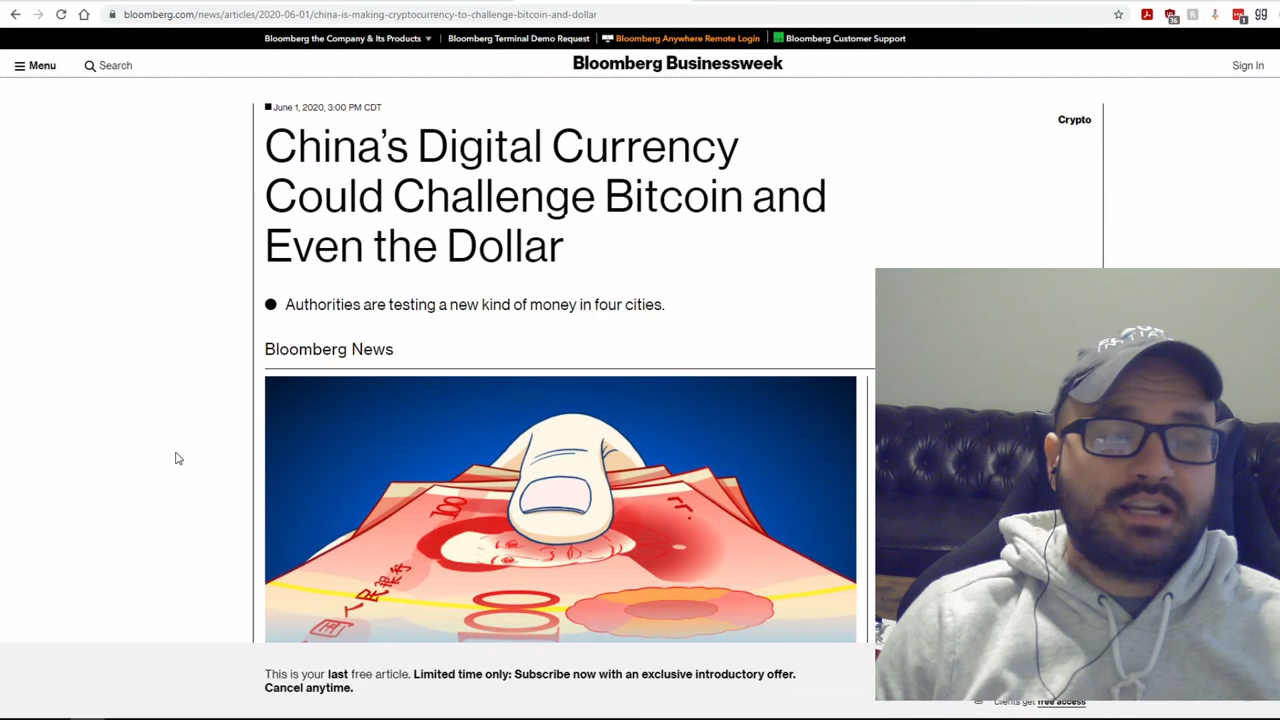 bloomberg.com/news/articles/2020-06-01/china-is-making-cryptocurrency-to-challenge-bitcoin-and-dollar
Bloomberg the Company & Its Products
Bloomberg Terminal Demo Request
Bloomberg Anywhere Remote Login
Bloomberg Customer Support
Menu
Search
Bloomberg Businessweek
Sign In
June 1, 2020, 3:00 PM CDT
Crypto
China’s Digital Currency
Could Challenge Bitcoin and
Even the Dollar
Authorities are testing a new kind of money in four cities.
Bloomberg News
100
100
This is your last free article. Limited time only: Subscribe now with an exclusive introductory offer.
Cancel anytime.
clients get free access